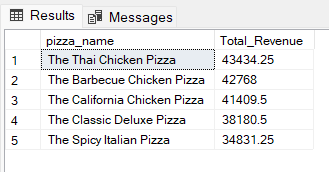 Results Messages
pizza_name Total_Revenue
1 The Thai Chicken Pizza 43434.25
2 The Barbecue Chicken Pizza 42768
3 The California Chicken Pizza 41409.5
4 The Classic Deluxe Pizza 38180.5
5 The Spicy Italian Pizza 34831.25